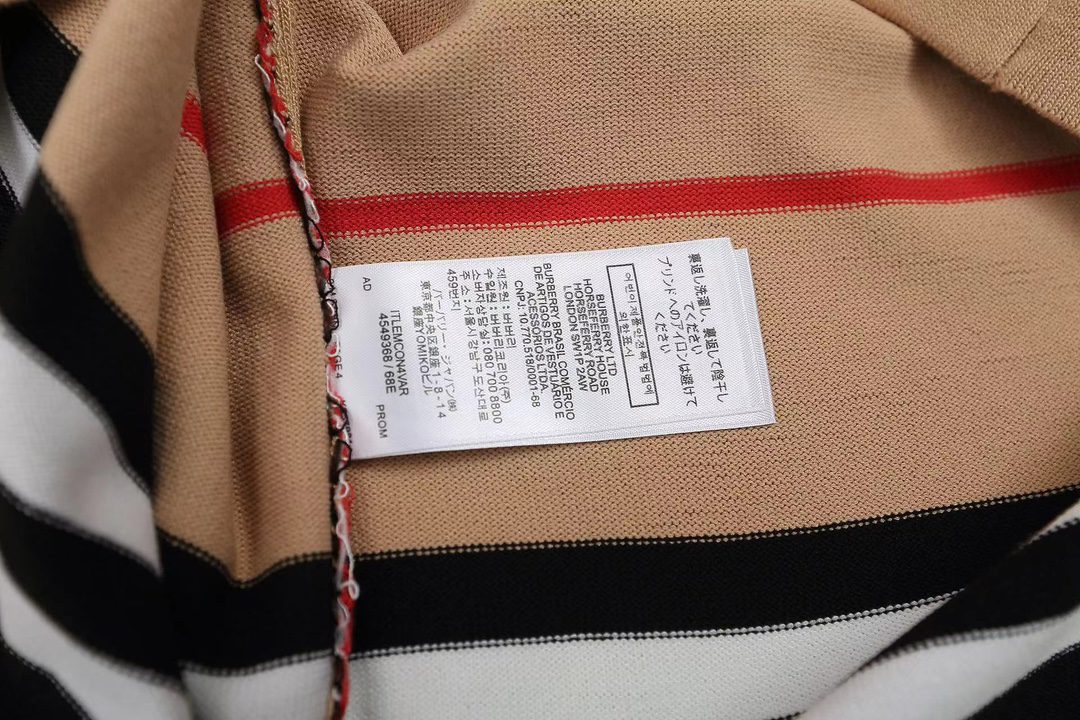 裏返し洗濯し、裏返して陰干し
てください
プリントへのアイロンは避けて
ください
어린이제품안전특별법에
의한표시
BURBERRY LTD
HORSEFERRY HOUSE
HORSEFERRY ROAD
LONDON SW1P 2AW
BURBERRY BRASIL COMÉRCIO
DE ARTIGOS DE VESTUÁRIO E
ACESSÓRIOS LTDA.
CNPJ: 10.770.518/0001-68
제조원 : 버버리
수입원 : 버버리코리아(주)
소비자상담실: 080 700 8800
주 소 : 서울시 강남구 도산대로
459번지
バーバリー・ジャパン㈱
東京都中央区銀座1-8-14
銀座YOMIKOビル
ITLEMCON4VAR
4549368 / 68E
AD
PROM
GE 4